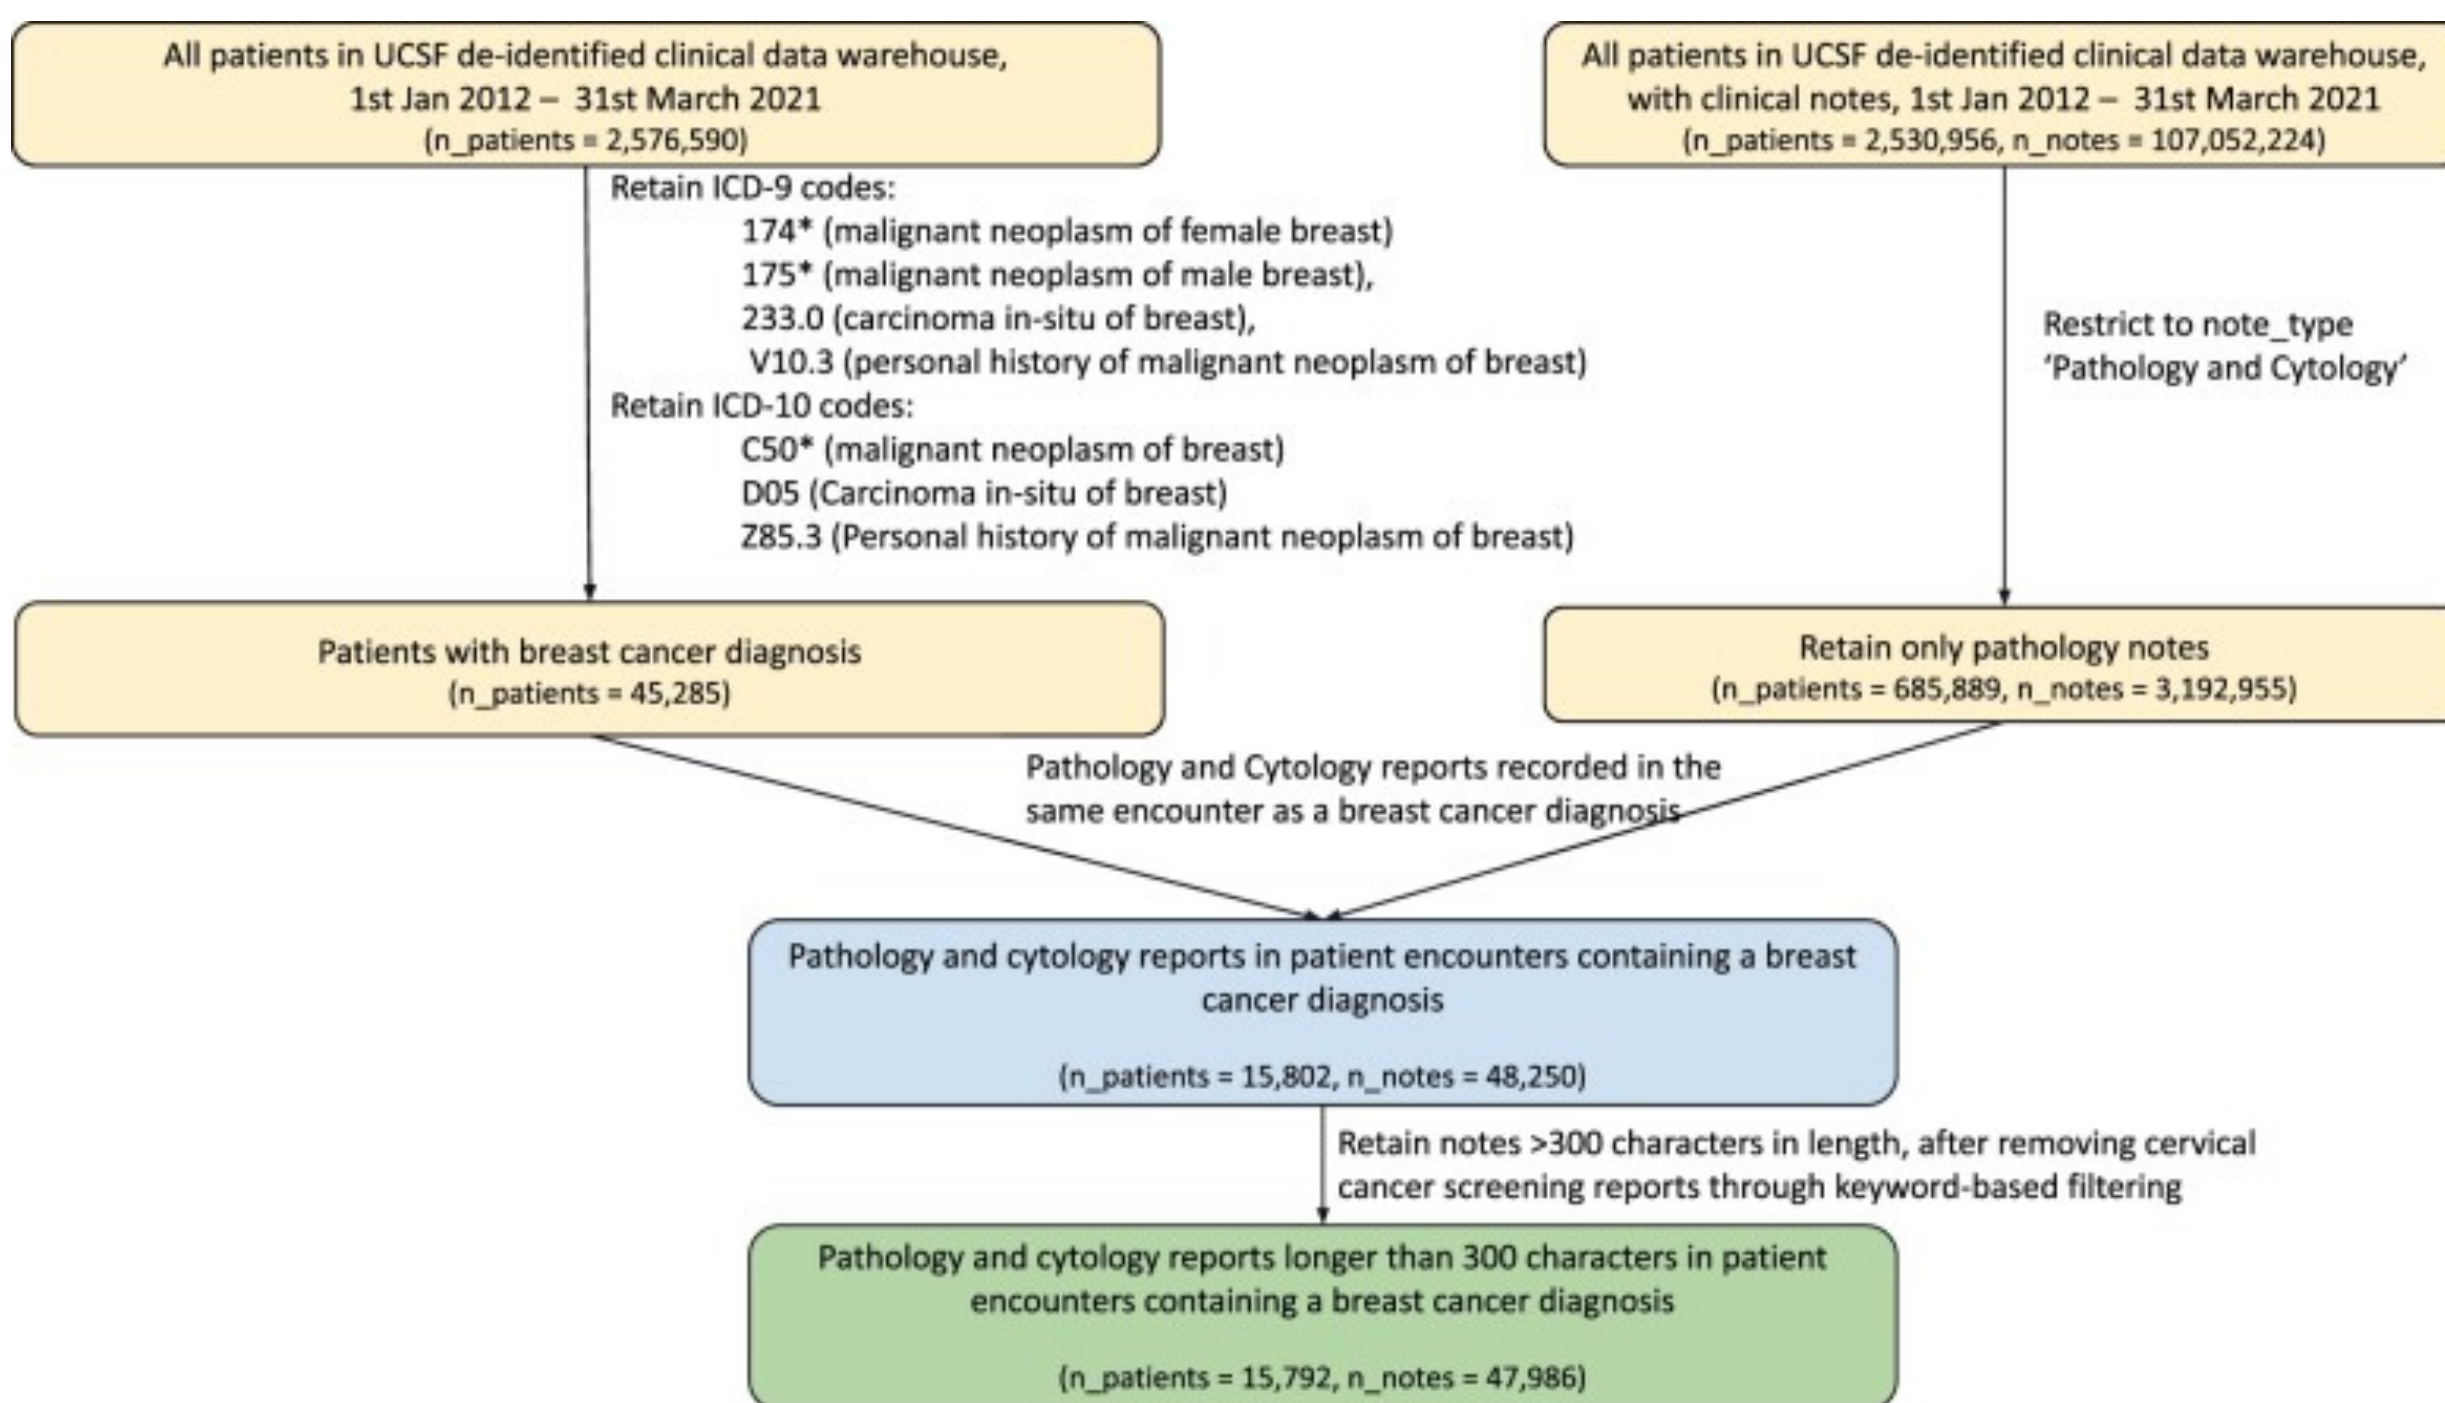 All patients in UCSF de-identified clinical data warehouse,
1st Jan 2012 – 31st March 2021
(n_patients = 2,576,590)
All patients in UCSF de-identified clinical data warehouse,
with clinical notes, 1st Jan 2012 – 31st March 2021
(n_patients = 2,530,956, n_notes = 107,052,224)
Retain ICD-9 codes:
174* (malignant neoplasm of female breast)
175* (malignant neoplasm of male breast),
233.0 (carcinoma in-situ of breast),
V10.3 (personal history of malignant neoplasm of breast)
Retain ICD-10 codes:
C50* (malignant neoplasm of breast)
D05 (Carcinoma in-situ of breast)
Z85.3 (Personal history of malignant neoplasm of breast)
Restrict to note_type
‘Pathology and Cytology’
Patients with breast cancer diagnosis
(n_patients = 45,285)
Retain only pathology notes
(n_patients = 685,889, n_notes = 3,192,955)
Pathology and Cytology reports recorded in the
same encounter as a breast cancer diagnosis
Pathology and cytology reports in patient encounters containing a breast
cancer diagnosis
(n_patients = 15,802, n_notes = 48,250)
Retain notes >300 characters in length, after removing cervical
cancer screening reports through keyword-based filtering
Pathology and cytology reports longer than 300 characters in patient
encounters containing a breast cancer diagnosis
(n_patients = 15,792, n_notes = 47,986)